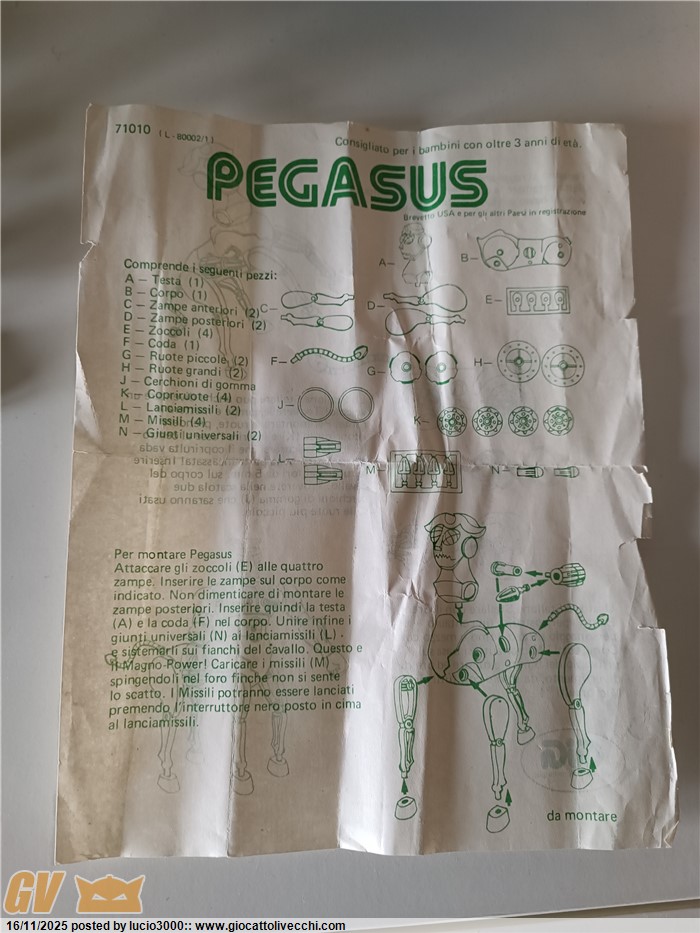 71010 (L-80002/1)
Consigliato per i bambini con oltre 3 anni di età.
PEGASUS
Brevetto USA e per gli altri Paesi in registrazione
Comprende i seguenti pezzi:
A – Testa (1)
B – Corpo (1)
C – Zampe anteriori (2)
D – Zampe posteriori (2)
E – Zoccoli (4)
F – Coda (1)
G – Ruote piccole (2)
H – Ruote grandi (2)
J – Cerchioni di gomma
K – Copriruote (4)
L – Lanciamissili (2)
M – Missili (4)
N – Giunti universali (2)
A –
B –
C –
D –
E –
F –
G –
H –
J –
K –
L –
M –
N –
Per montare Pegasus
Attaccare gli zoccoli (E) alle quattro
zampe. Inserire le zampe sul corpo come
indicato. Non dimenticare di montare le
zampe posteriori. Inserire quindi la testa
(A) e la coda (F) nel corpo. Unire infine i
giunti universali (N) ai lanciamissili (L)
e sistemarli sui fianchi del cavallo. Questo e
il Magno-Power! Caricare i missili (M)
spingendoli nel foro finche non si sente
lo scatto. I Missili potranno essere lanciati
premendo l'interruttore nero posto in cima
al lanciamissili.
da montare
GV
16/11/2025 posted by lucio3000:: www.giocattolivecchi.com